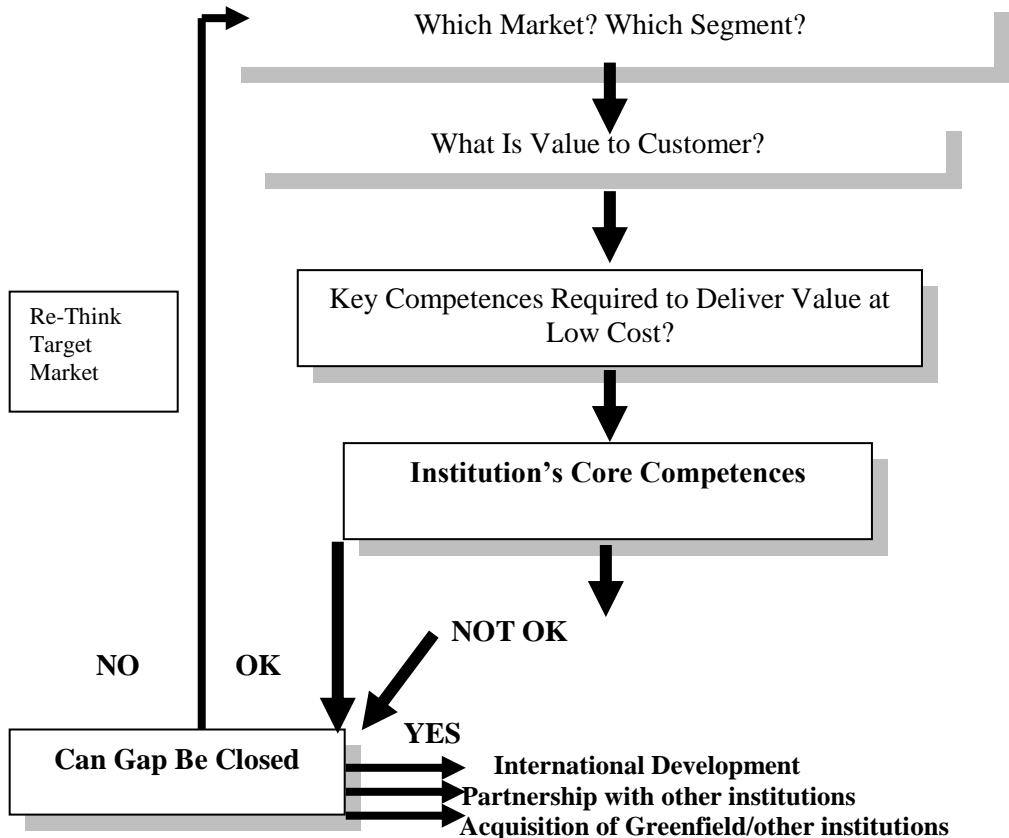 Which Market? Which Segment?
What Is Value to Customer?
Key Competences Required to Deliver Value at
Low Cost?
Re-Think
Target
Market
Institution's Core Competences
NOT OK
NO
OK
YES
Can Gap Be Closed
International Development
Partnership with other institutions
Acquisition of Greenfield/other institutions